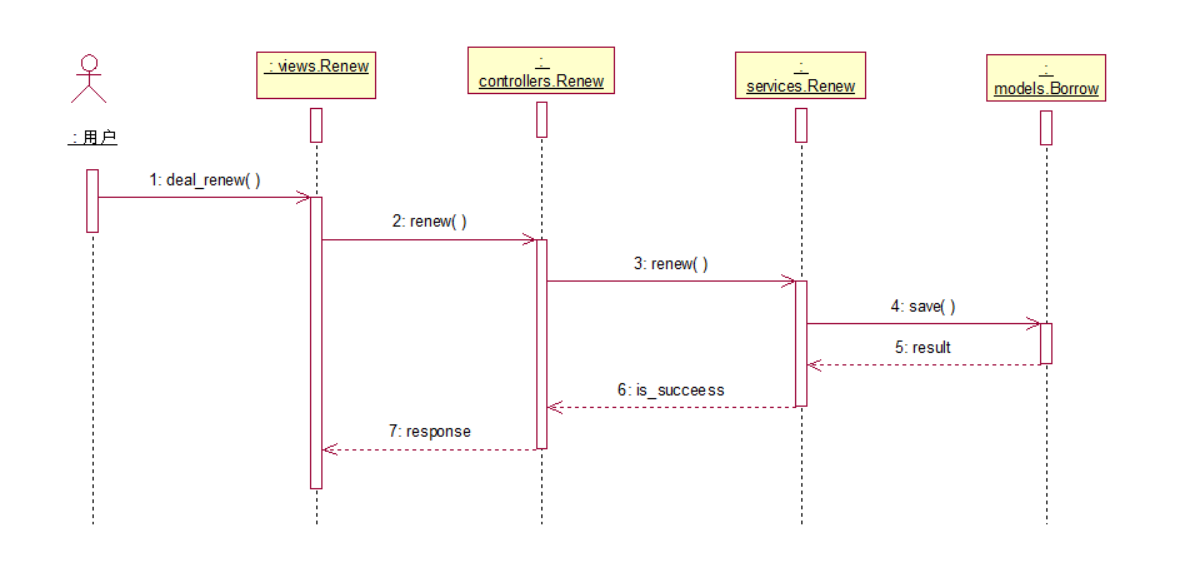 : views.Renew
:
controllers.Renew
:
services.Renew
:
models.Borrow
: 用户
1: deal_renew( )
2: renew( )
3: renew( )
4: save( )
5: result
6: is_succeess
7: response